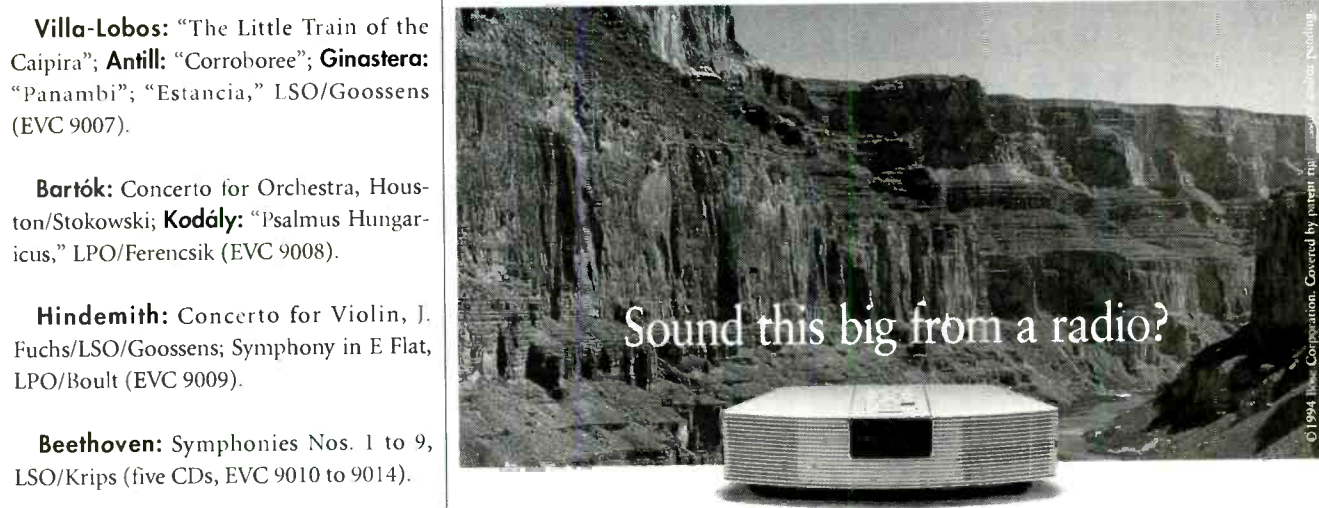 Villa-Lobos: “The Little Train of the
Caipira”; Antill: “Corroboree”; Ginastera:
“Panambi”; “Estancia,” LSO/Goossens
(EVC 9007).
Bartók: Concerto for Orchestra, Hous-
ton/Stokowski; Kodály: “Psalmus Hungar-
icus,” LPO/Ferencsik (EVC 9008).
Hindemith: Concerto for Violin, J.
Fuchs/LSO/Goossens; Symphony in E Flat,
LPO/Boult (EVC 9009).
Beethoven: Symphonies Nos. 1 to 9,
LSO/Krips (five CDs, EVC 9010 to 9014).
Sound this big from a radio?
©1994 Corporation. Covered by patent and/or pending.